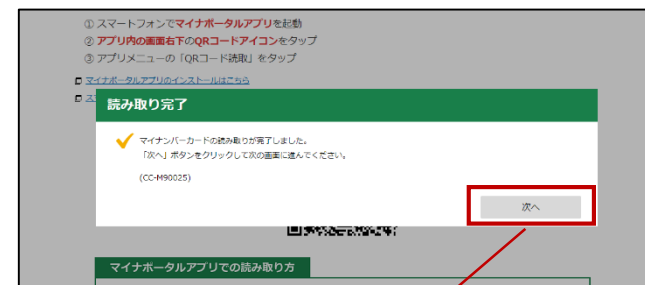 ① スマートフォンでマイナポータルアプリを起動
② アプリ内の画面右下のQRコードアイコンをタップ
③ アプリメニューの「QRコード読取」をタップ
マイナポータルアプリのインストールはこちら
ス
読み取り完了
マイナンバーカードの読み取りが完了しました。
「次へ」ボタンをクリックして次の画面に進んでください。
(CC-M90025)
次へ
マイナポータルアプリでの読み取り方